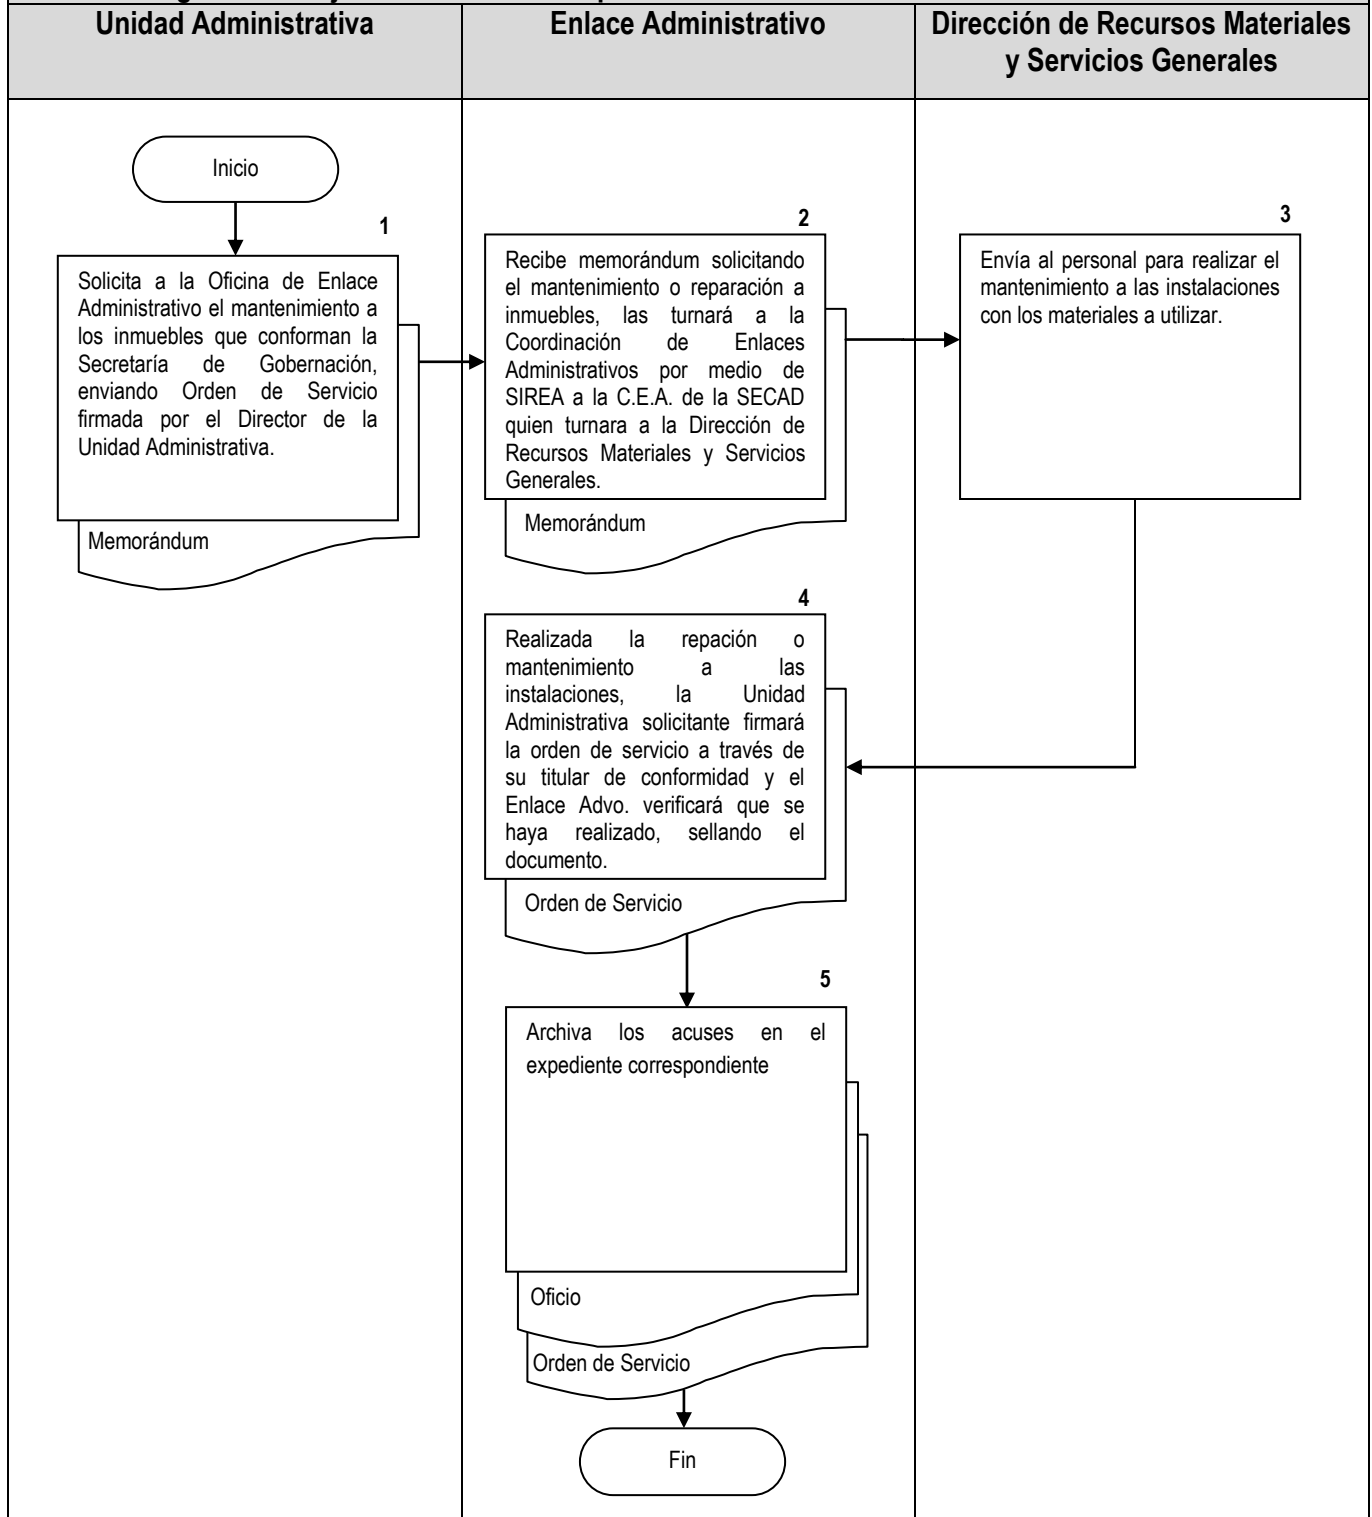 Unidad Administrativa
Enlace Administrativo
Dirección de Recursos Materiales
y Servicios Generales
Inicio
1
Solicita a la Oficina de Enlace
Administrativo el mantenimiento a
los inmuebles que conforman la
Secretaría de Gobernación,
enviando Orden de Servicio
firmada por el Director de la
Unidad Administrativa.
Memorándum
2
Recibe memorándum solicitando
el mantenimiento o reparación a
inmuebles, las turnará a la
Coordinación de Enlaces
Administrativos por medio de
SIREA a la C.E.A. de la SECAD
quien turnara a la Dirección de
Recursos Materiales y Servicios
Generales.
Memorándum
3
Envía al personal para realizar el
mantenimiento a las instalaciones
con los materiales a utilizar.
4
Realizada la repación o
mantenimiento a las
instalaciones, la Unidad
Administrativa solicitante firmará
la orden de servicio a través de
su titular de conformidad y el
Enlace Advo. verificará que se
haya realizado, sellando el
documento.
Orden de Servicio
5
Archiva los acuses en el
expediente correspondiente
Oficio
Orden de Servicio
Fin